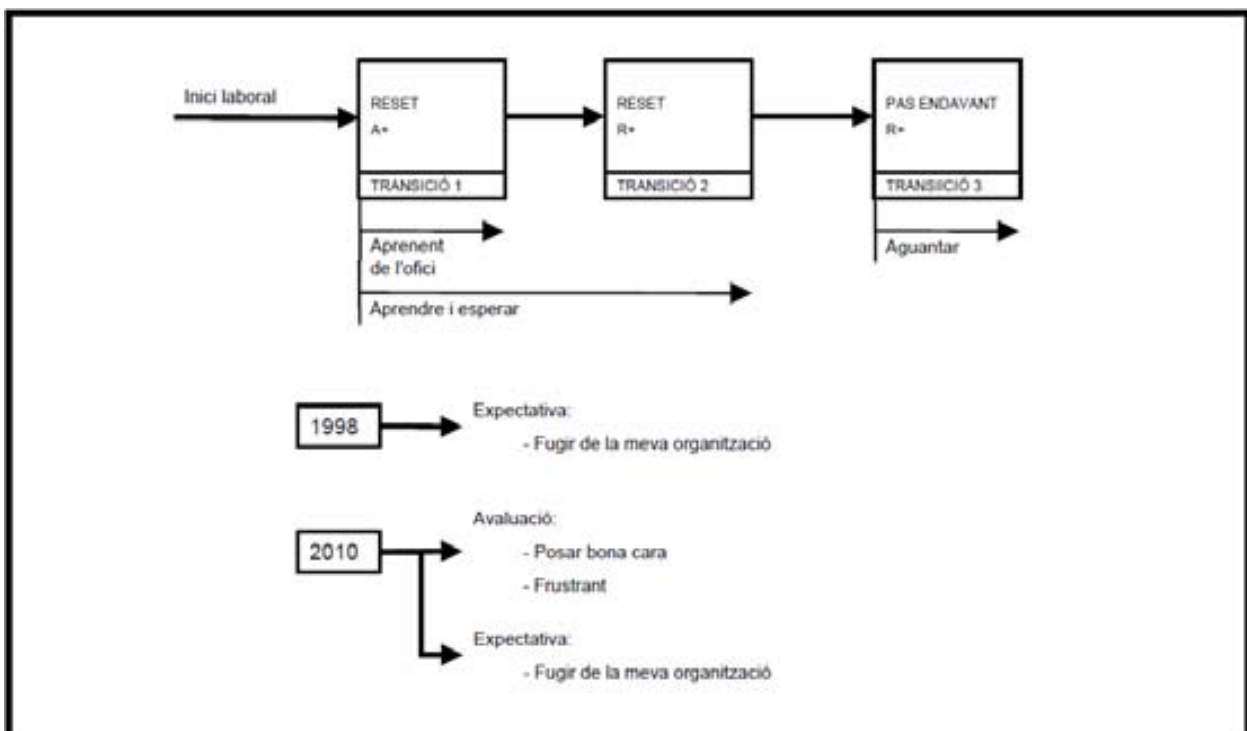 Inici laboral
RESET
A+
TRANSICIÓ 1
RESET
R+
TRANSICIÓ 2
PAS ENDAVANT
R+
TRANSIICIÓ 3
Aprenent
de l'ofici
Aprendre i esperar
Aguantar
1998
Expectativa:
- Fugir de la meva organització
2010
Avaluació:
- Posar bona cara
- Frustrant
Expectativa:
- Fugir de la meva organització